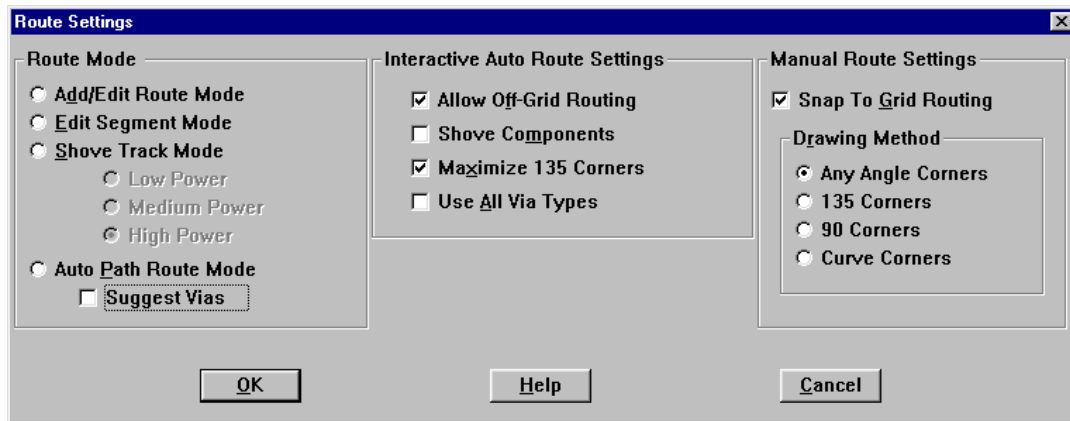 Route Settings
Route Mode
Add/Edit Route Mode
Edit Segment Mode
Shove Track Mode
Low Power
Medium Power
High Power
Auto Path Route Mode
Suggest Vias
Interactive Auto Route Settings
Allow Off-Grid Routing
Shove Components
Maximize 135 Corners
Use All Via Types
Manual Route Settings
Snap To Grid Routing
Drawing Method
Any Angle Corners
135 Corners
90 Corners
Curve Corners
OK
Help
Cancel